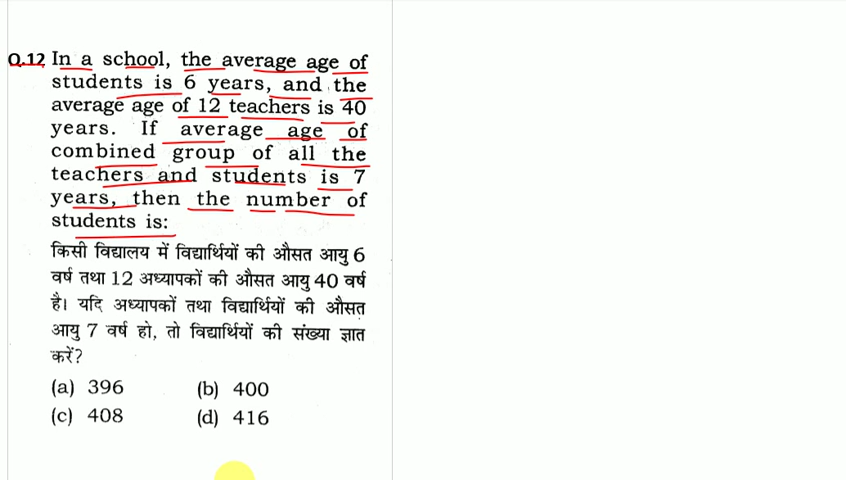 Q.12 In a school, the average age of
students is 6 years, and the
average age of 12 teachers is 40
years. If average age of
combined group of all the
teachers and students is 7
years, then the number of
students is:
किसी विद्यालय में विद्यार्थियों की औसत आयु 6
वर्ष तथा 12 अध्यापकों की औसत आयु 40 वर्ष
है। यदि अध्यापकों तथा विद्यार्थियों की औसत
आयु 7 वर्ष हो, तो विद्यार्थियों की संख्या ज्ञात
करें?
(a) 396 (b) 400
(c) 408 (d) 416